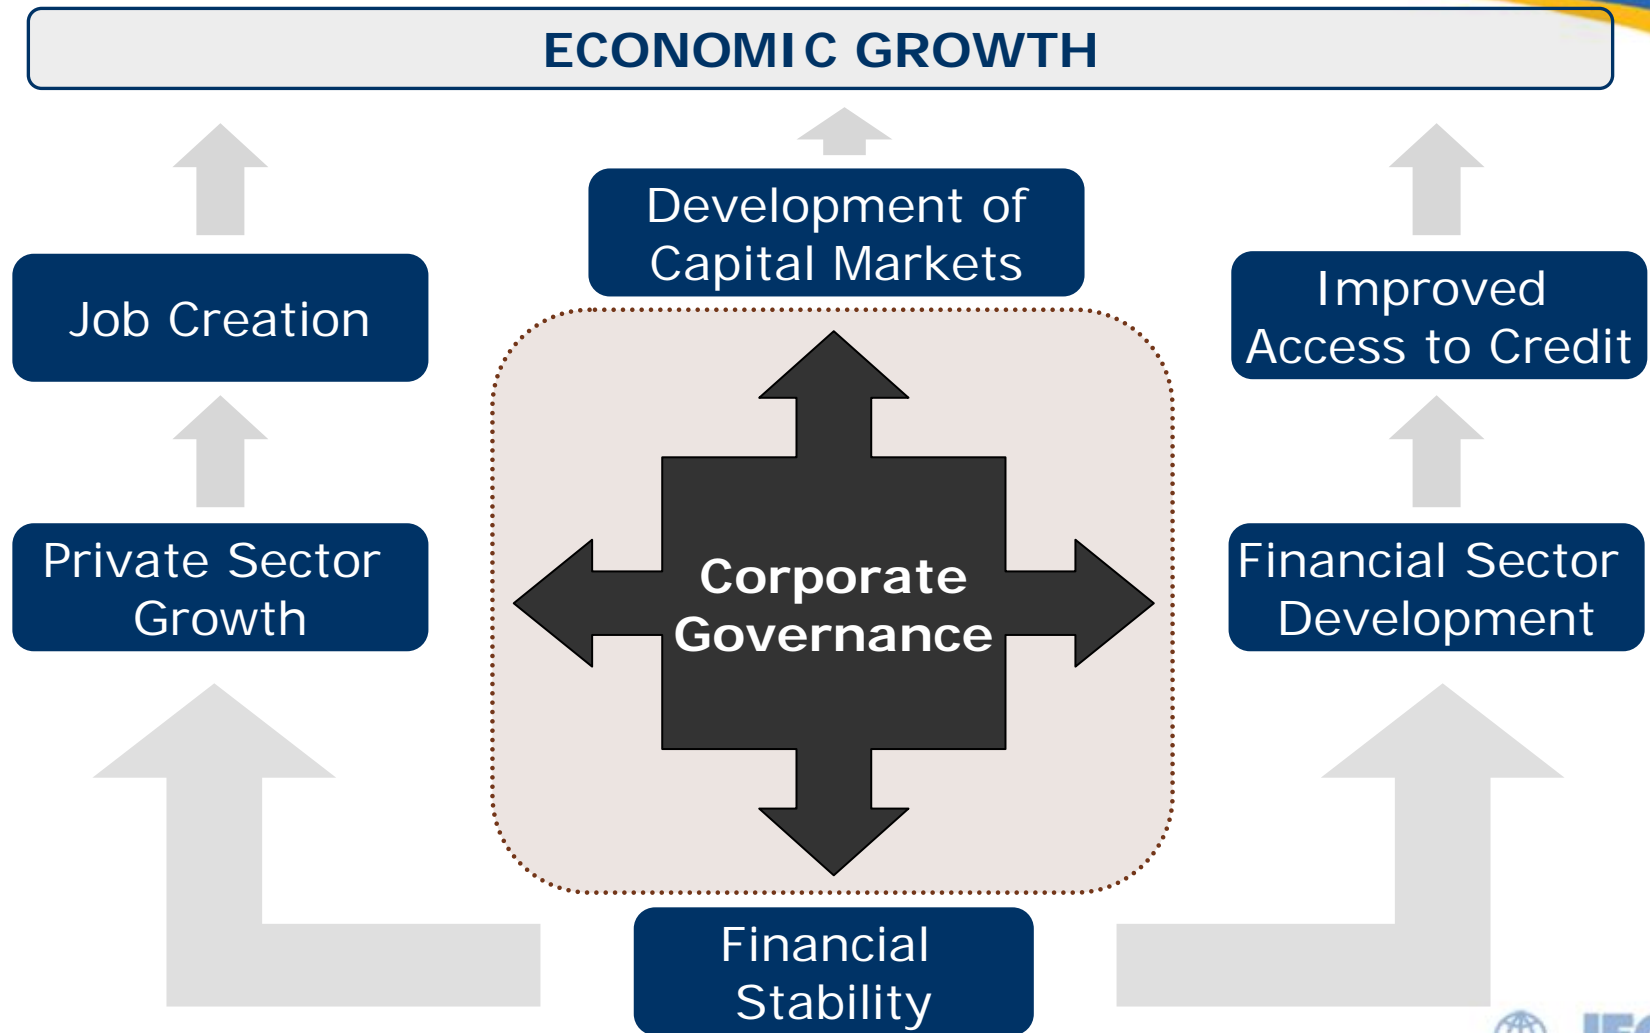 ECONOMIC GROWTH
Development of
Capital Markets
Job Creation
Improved
Access to Credit
Private Sector
Growth
Corporate
Governance
Financial Sector
Development
Financial
Stability